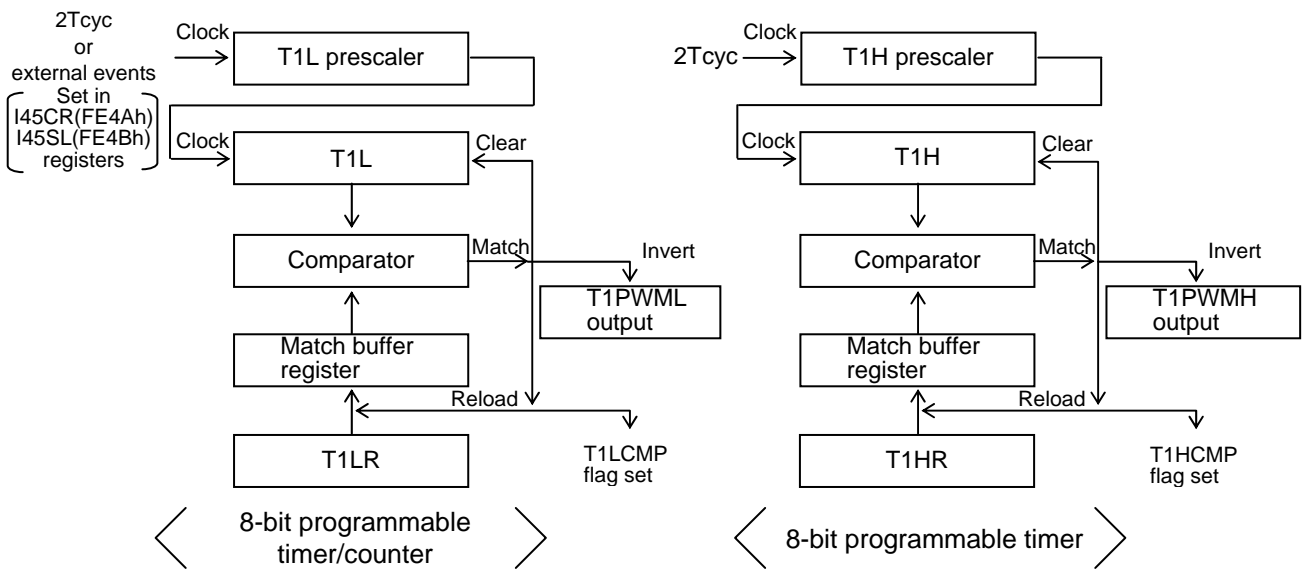 2Tcyc
or
external events
Set in
I45CR(FE4Ah)
I45SL(FE4Bh)
registers
Clock
T1L prescaler
Clock
T1L
Clear
Comparator
Match
Invert
T1PWML
output
Match buffer
register
Reload
T1LR
T1LCMP
flag set
8-bit programmable
timer/counter
2Tcyc
Clock
T1H prescaler
Clock
T1H
Clear
Comparator
Match
Invert
T1PWMH
output
Match buffer
register
Reload
T1HR
T1HCMP
flag set
8-bit programmable timer